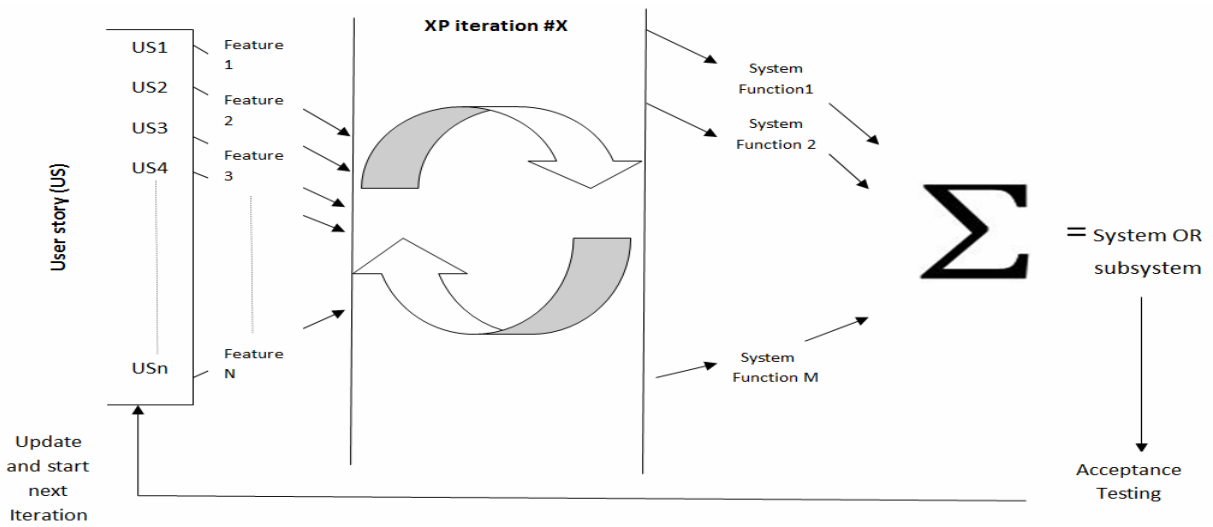 XP iteration #X
User story (US)
US1
US2
US3
US4
USn
Feature
1
Feature
2
Feature
3
Feature
N
System
Function1
System
Function 2
System
Function M
Σ
= System OR
subsystem
Acceptance
Testing
Update
and start
next
Iteration